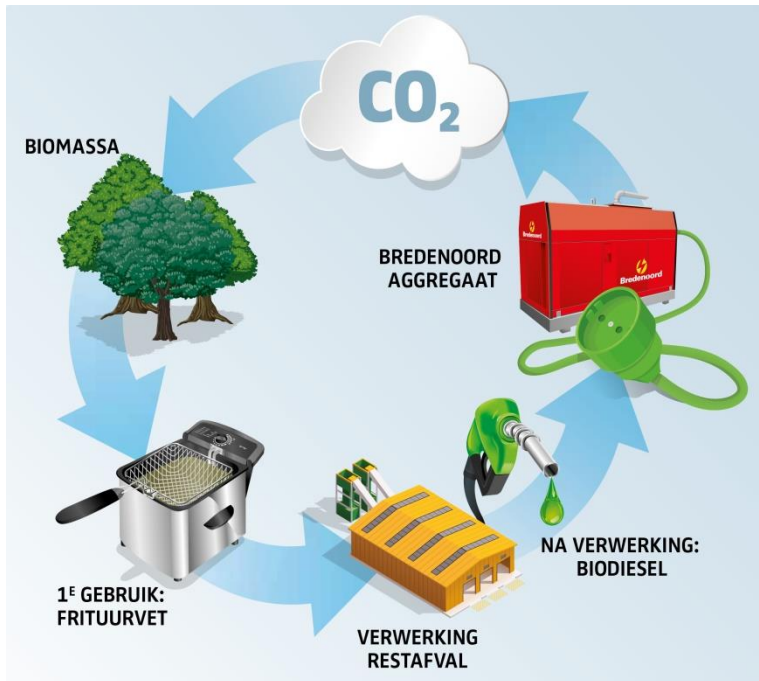 CO₂
BIOMASSA
BREDENOORD
AGGREGAAT
Bredenoord
Bredenoord
1ᴱ GEBRUIK:
FRITUURVET
VERWERKING
RESTAFVAL
NA VERWERKING:
BIODIESEL